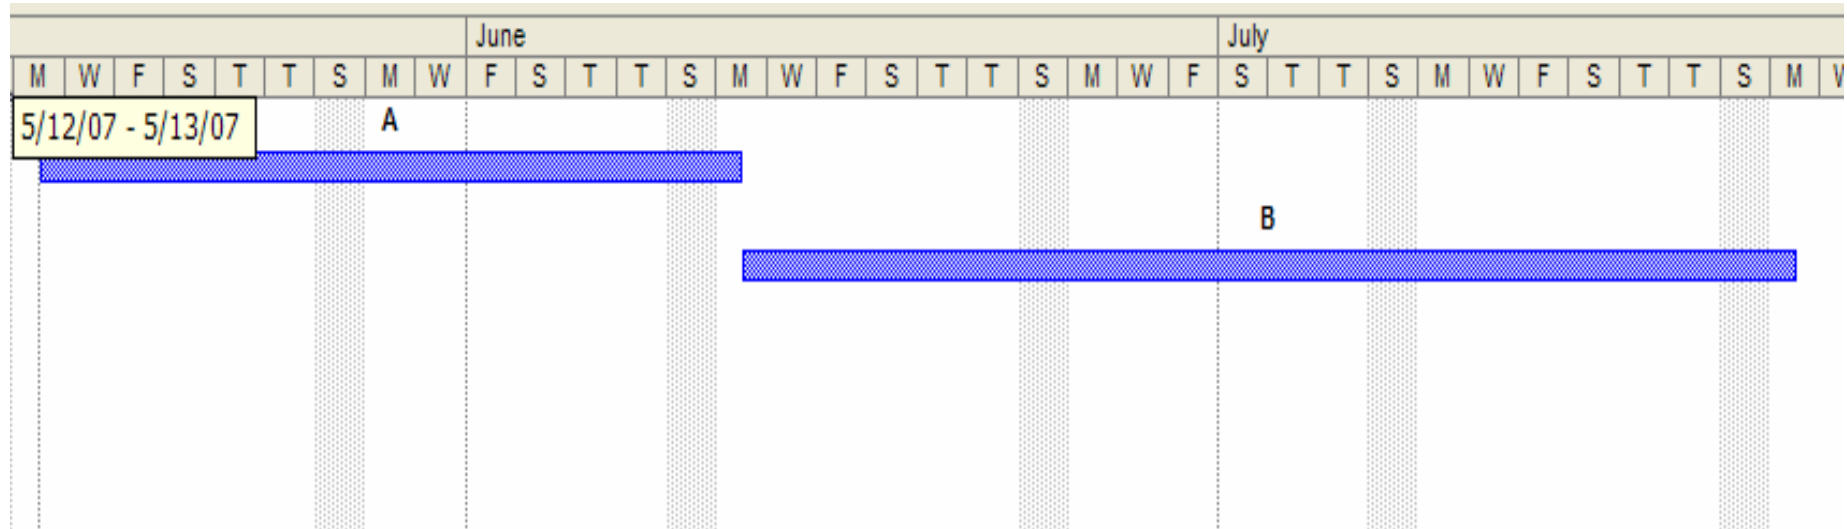 June July
M W F S T T S M W F S T T S M W F S T T S M W F S T T S M W F S T T S M W
5/12/07 - 5/13/07 A
B